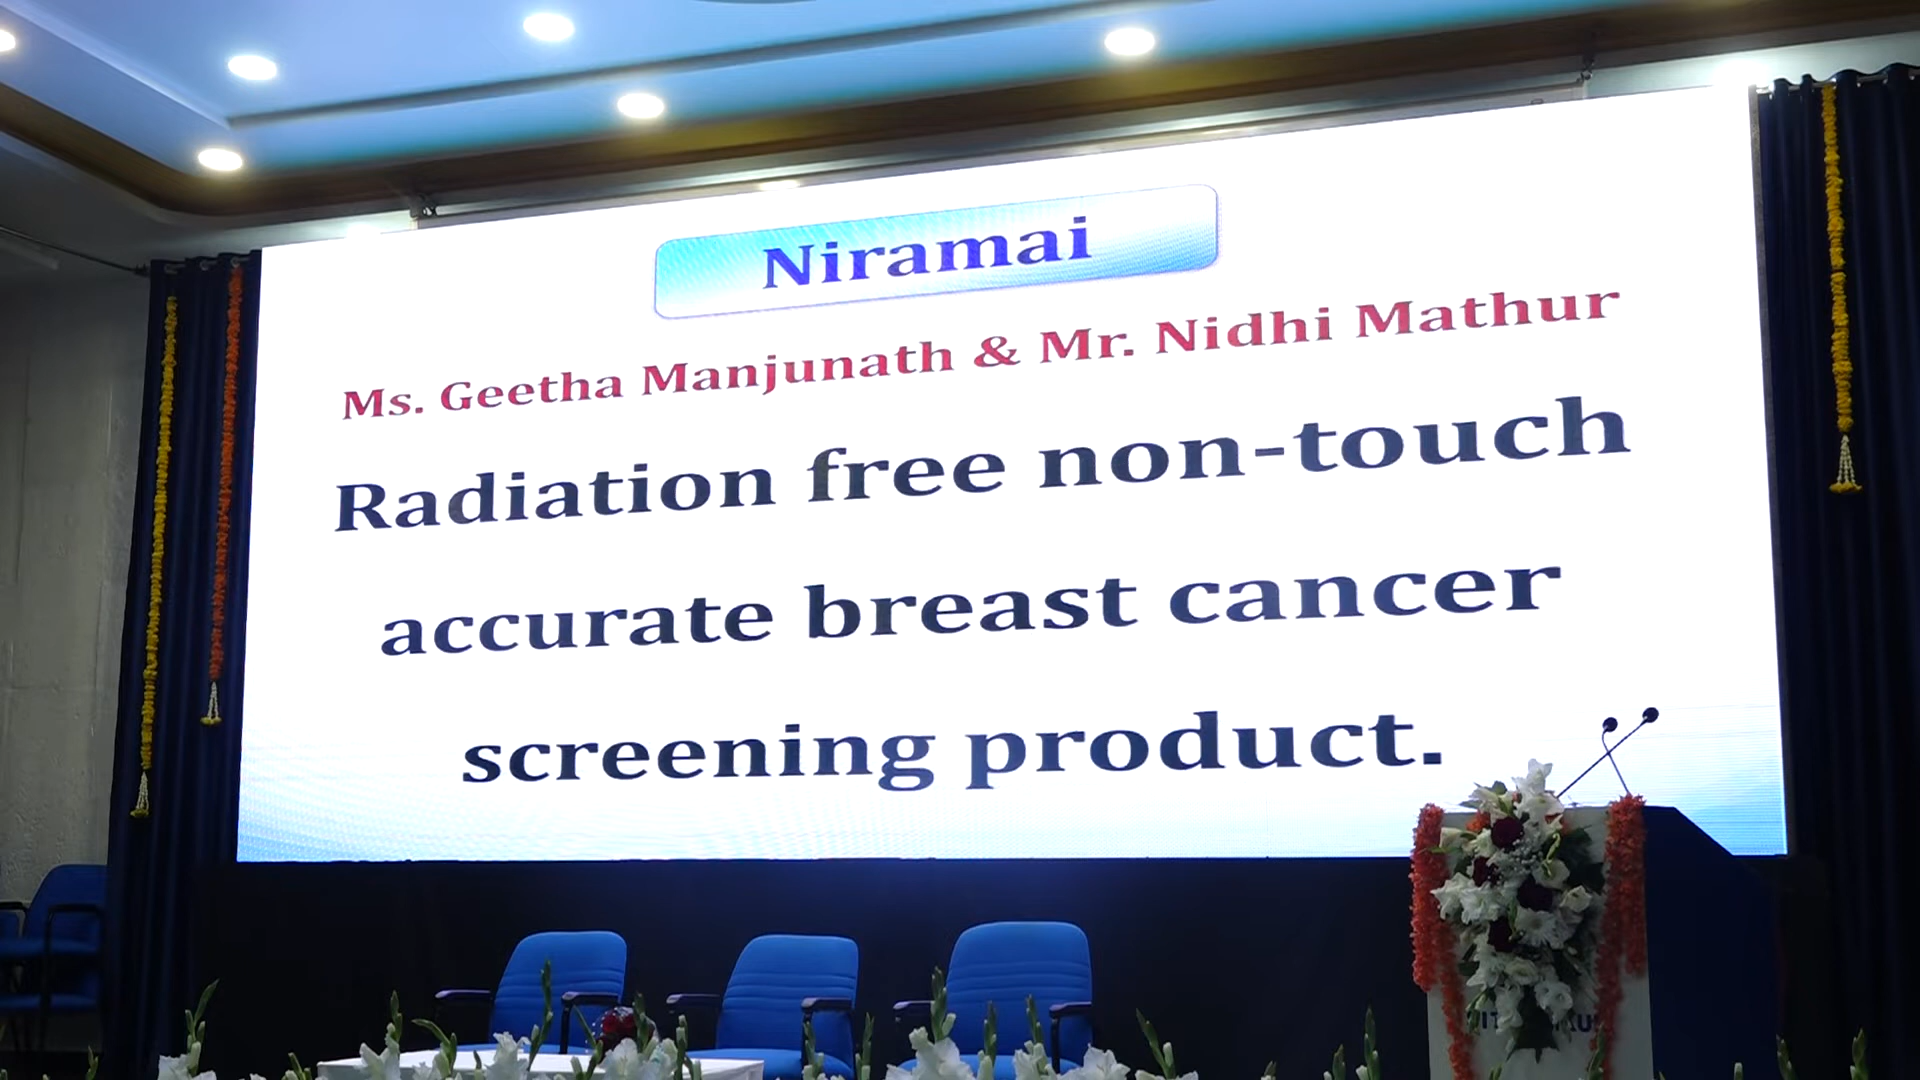 Niramai
Ms. Geetha Manjunath & Mr. Nidhi Mathur
Radiation free non-touch
accurate breast cancer
screening product.